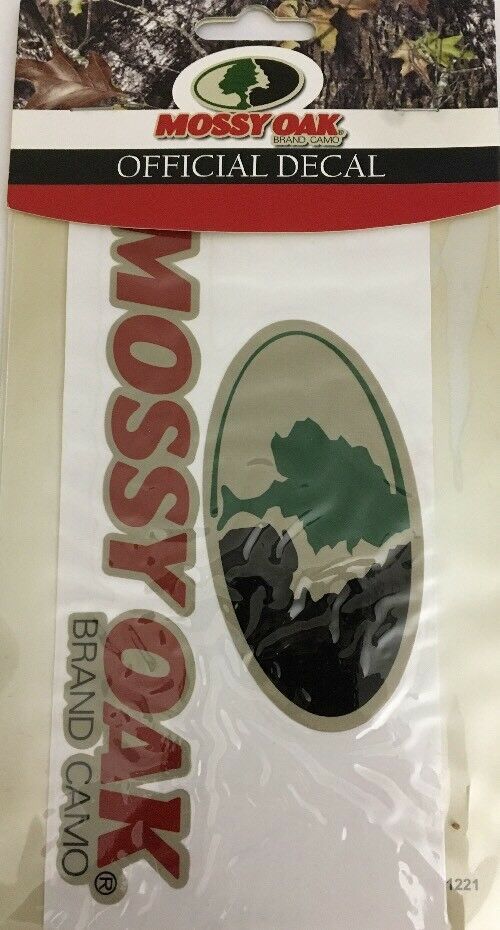 MOSSY OAK®
BRAND CAMO
OFFICIAL DECAL
MOSSY OAK®
BRAND CAMO
1221